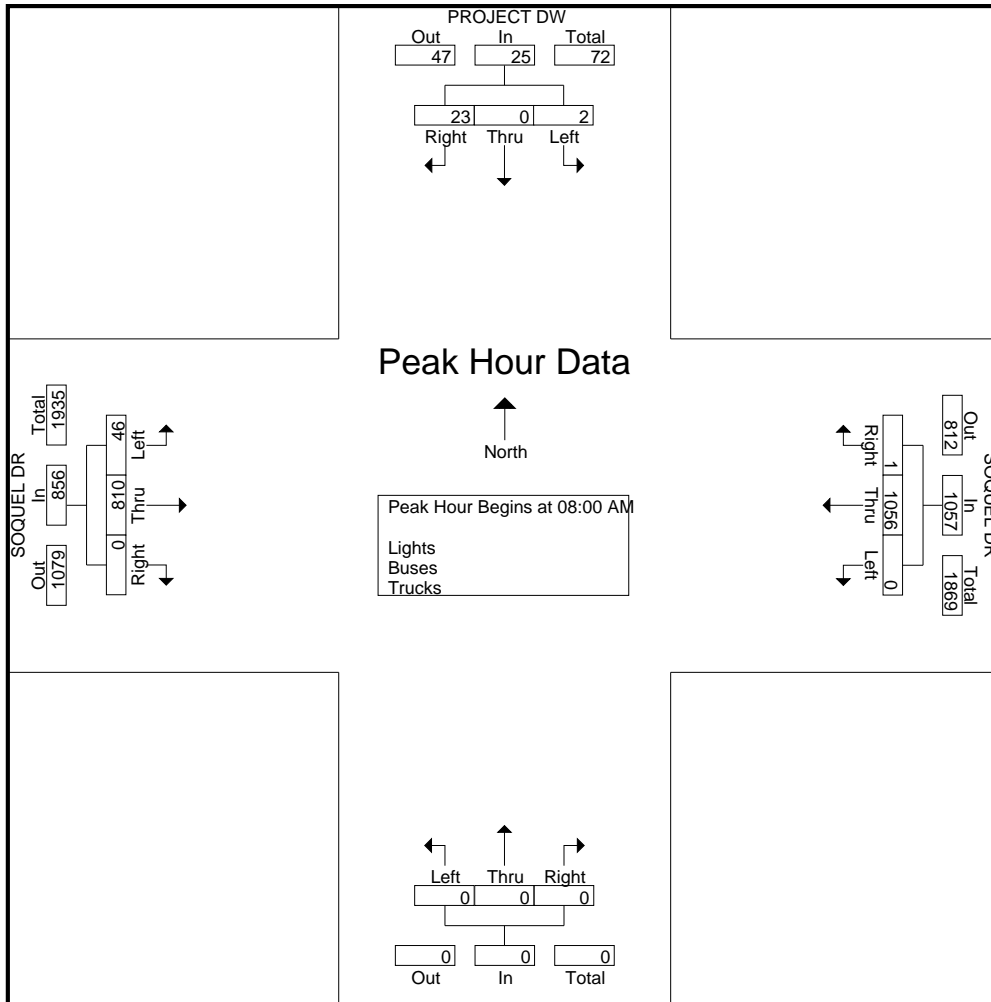 PROJECT DW
Out In Total
47 25 72
23 0 2
Right Thru Left
Peak Hour Data
North
Peak Hour Begins at 08:00 AM
Lights
Buses
Trucks
SOQUEL DR
Out In Total
1079 856 1935
0 810 46
Right Thru Left
SOQUEL DR
Out In Total
812 1057 1869
1 1056 0
Right Thru Left
Left Thru Right
0 0 0
0 0 0
Out In Total